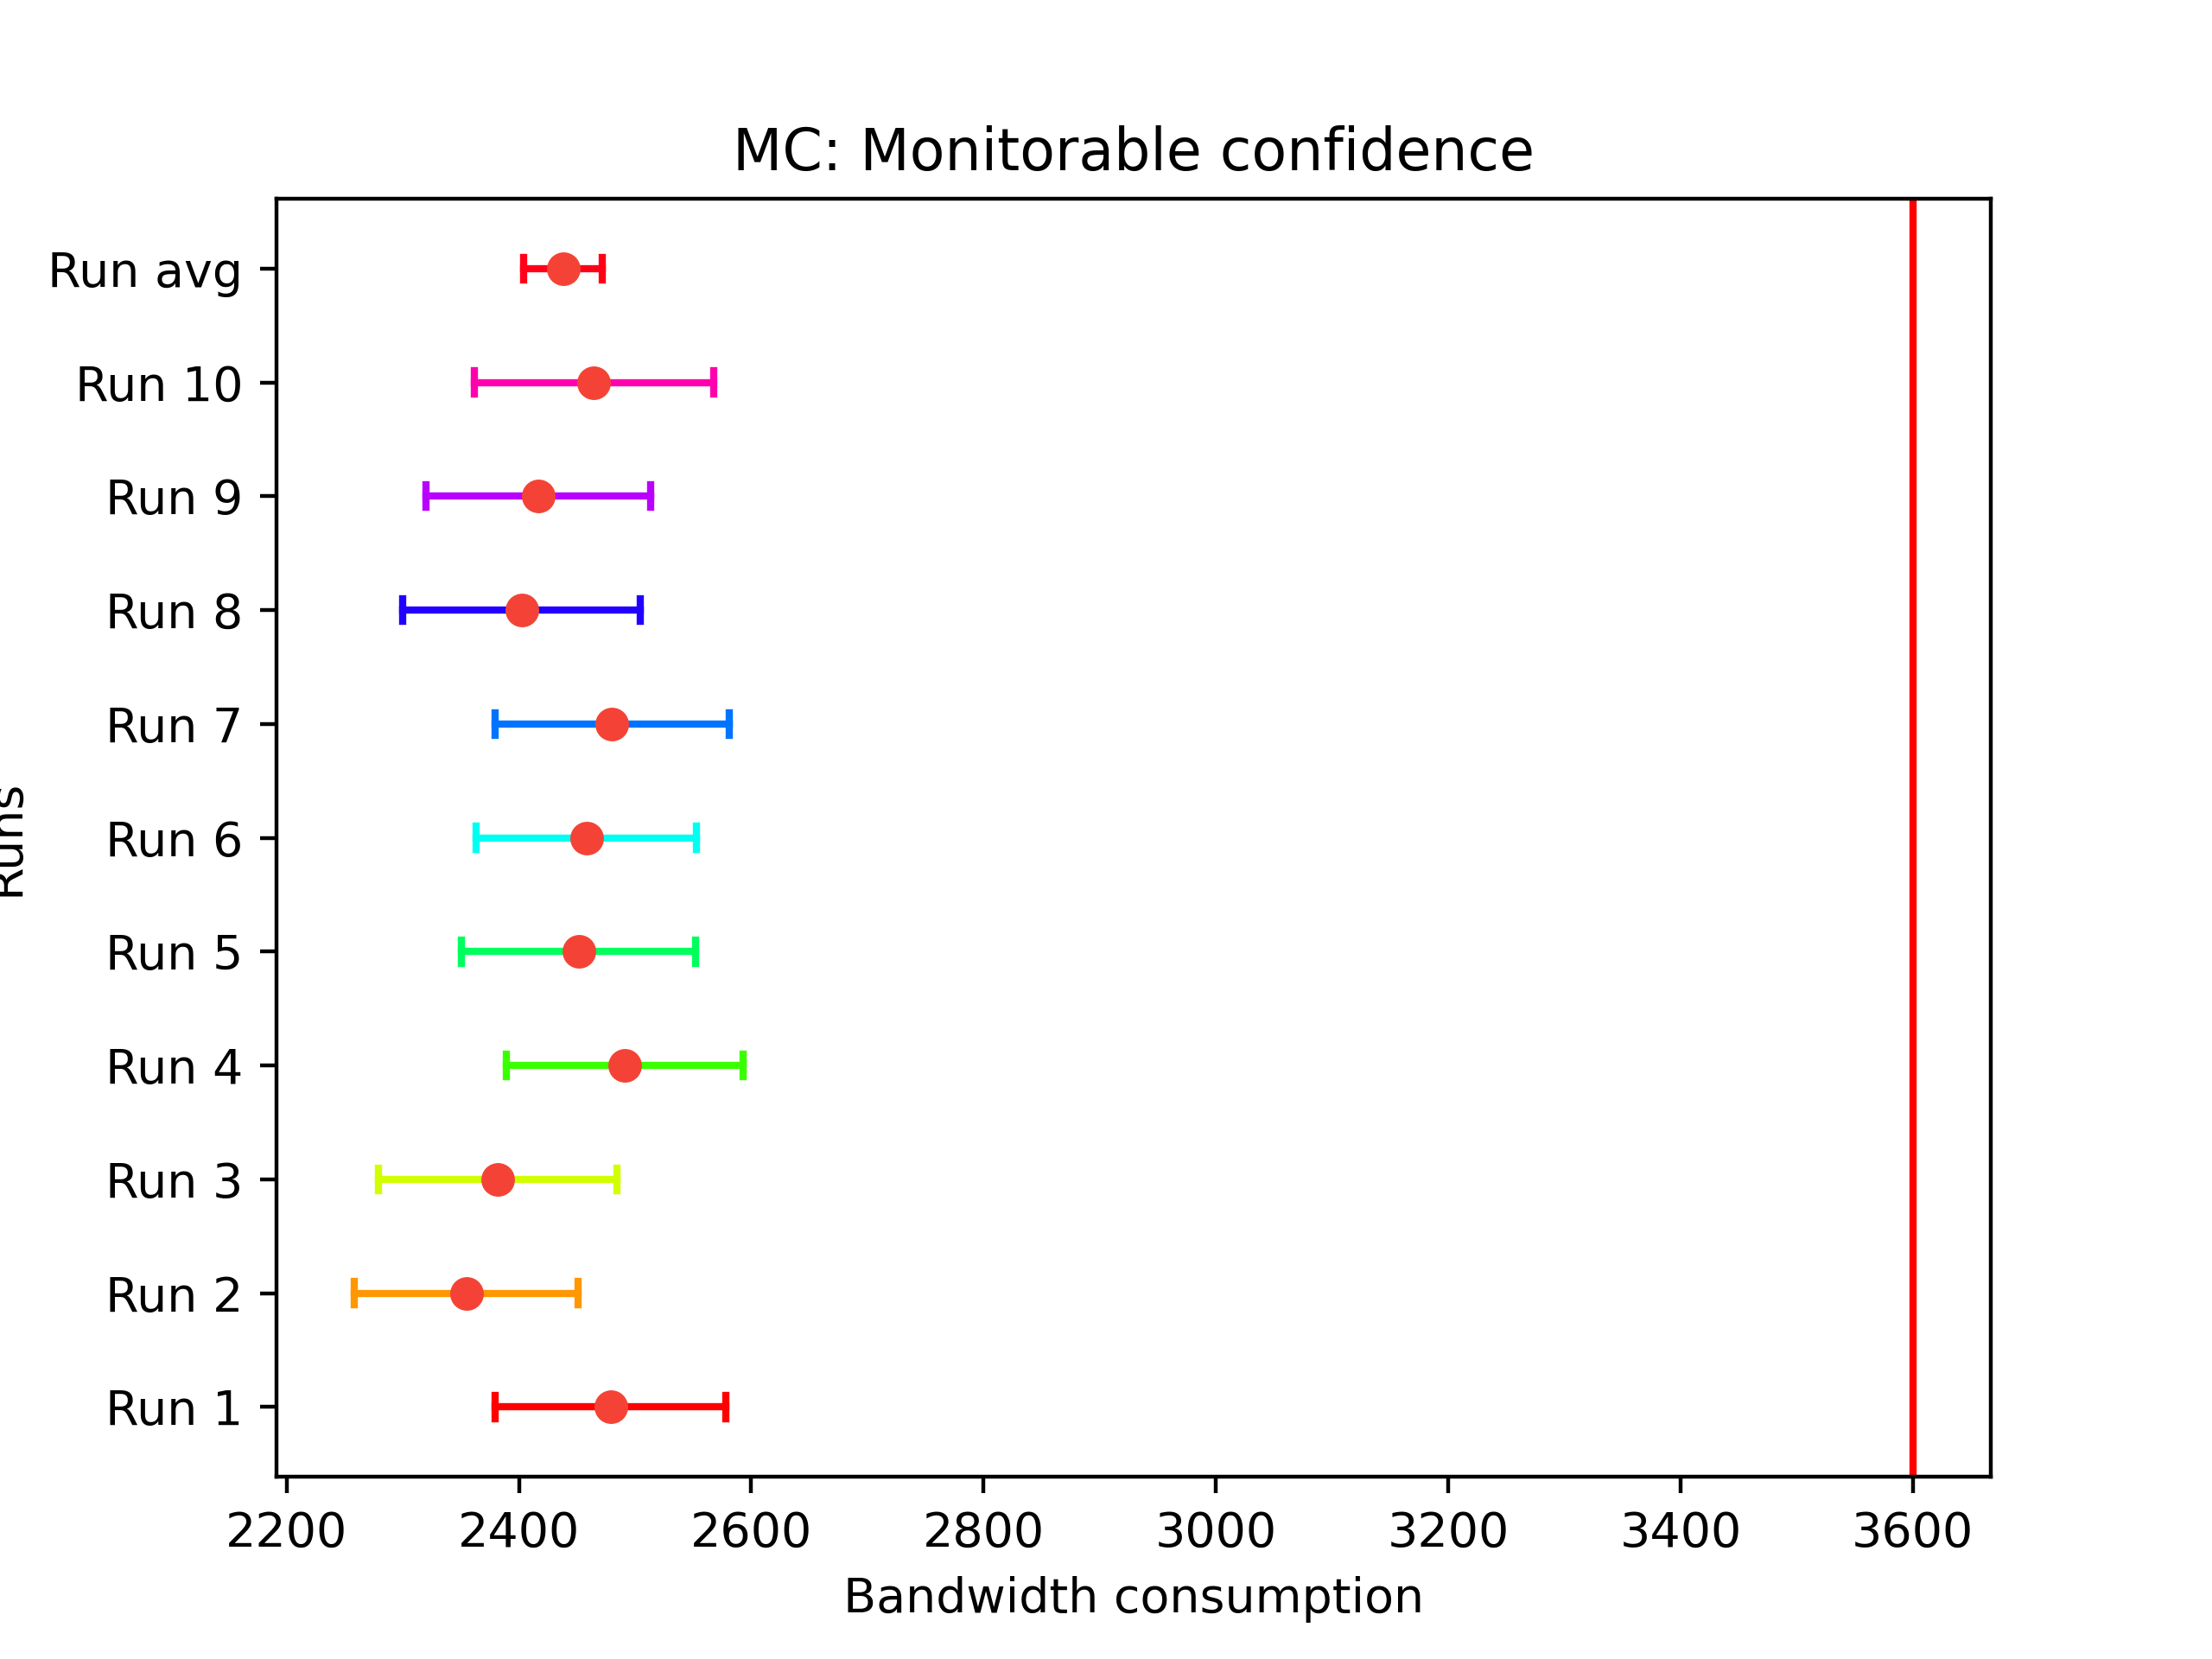 MC: Monitorable confidence
Run avg
Run 10
Run 9
Run 8
Run 7
Run 6
Run 5
Run 4
Run 3
Run 2
Run 1
Runs
2200 2400 2600 2800 3000 3200 3400 3600
Bandwidth consumption